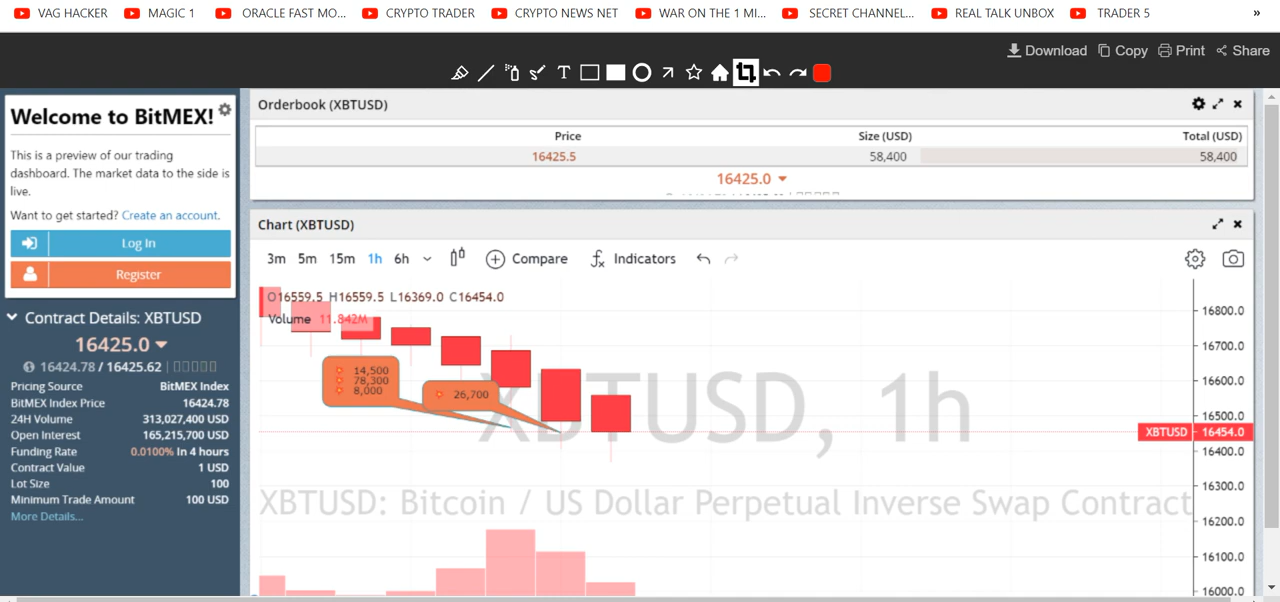 VAG HACKER MAGIC 1 ORACLE FAST MO... CRYPTO TRADER CRYPTO NEWS NET WAR ON THE 1 MI... SECRET CHANNEL... REAL TALK UNBOX TRADER 5 »
Download Copy Print Share
Welcome to BitMEX!
This is a preview of our trading
dashboard. The market data to the side is
live.
Want to get started? Create an account.
Log In
Register
Contract Details: XBTUSD
16425.0
16424.78 / 16425.62 |
Pricing Source BitMEX Index
BitMEX Index Price 16424.78
24H Volume 313,027,400 USD
Open Interest 165,215,700 USD
Funding Rate 0.0100% In 4 hours
Contract Value 1 USD
Lot Size 100
Minimum Trade Amount 100 USD
More Details...
Orderbook (XBTUSD)
Price Size (USD) Total (USD)
16425.5 58,400 58,400
16425.0
Chart (XBTUSD)
3m 5m 15m 1h 6h Compare Indicators
O16559.5 H16559.5 L16369.0 C16454.0
Volume 11.842M
14,500
78,300
8,000
26,700
XBTUSD, 1h
XBTUSD: Bitcoin / US Dollar Perpetual Inverse Swap Contract
16800.0
16700.0
16600.0
16500.0
XBTUSD 16454.0
16400.0
16300.0
16200.0
16100.0
16000.0